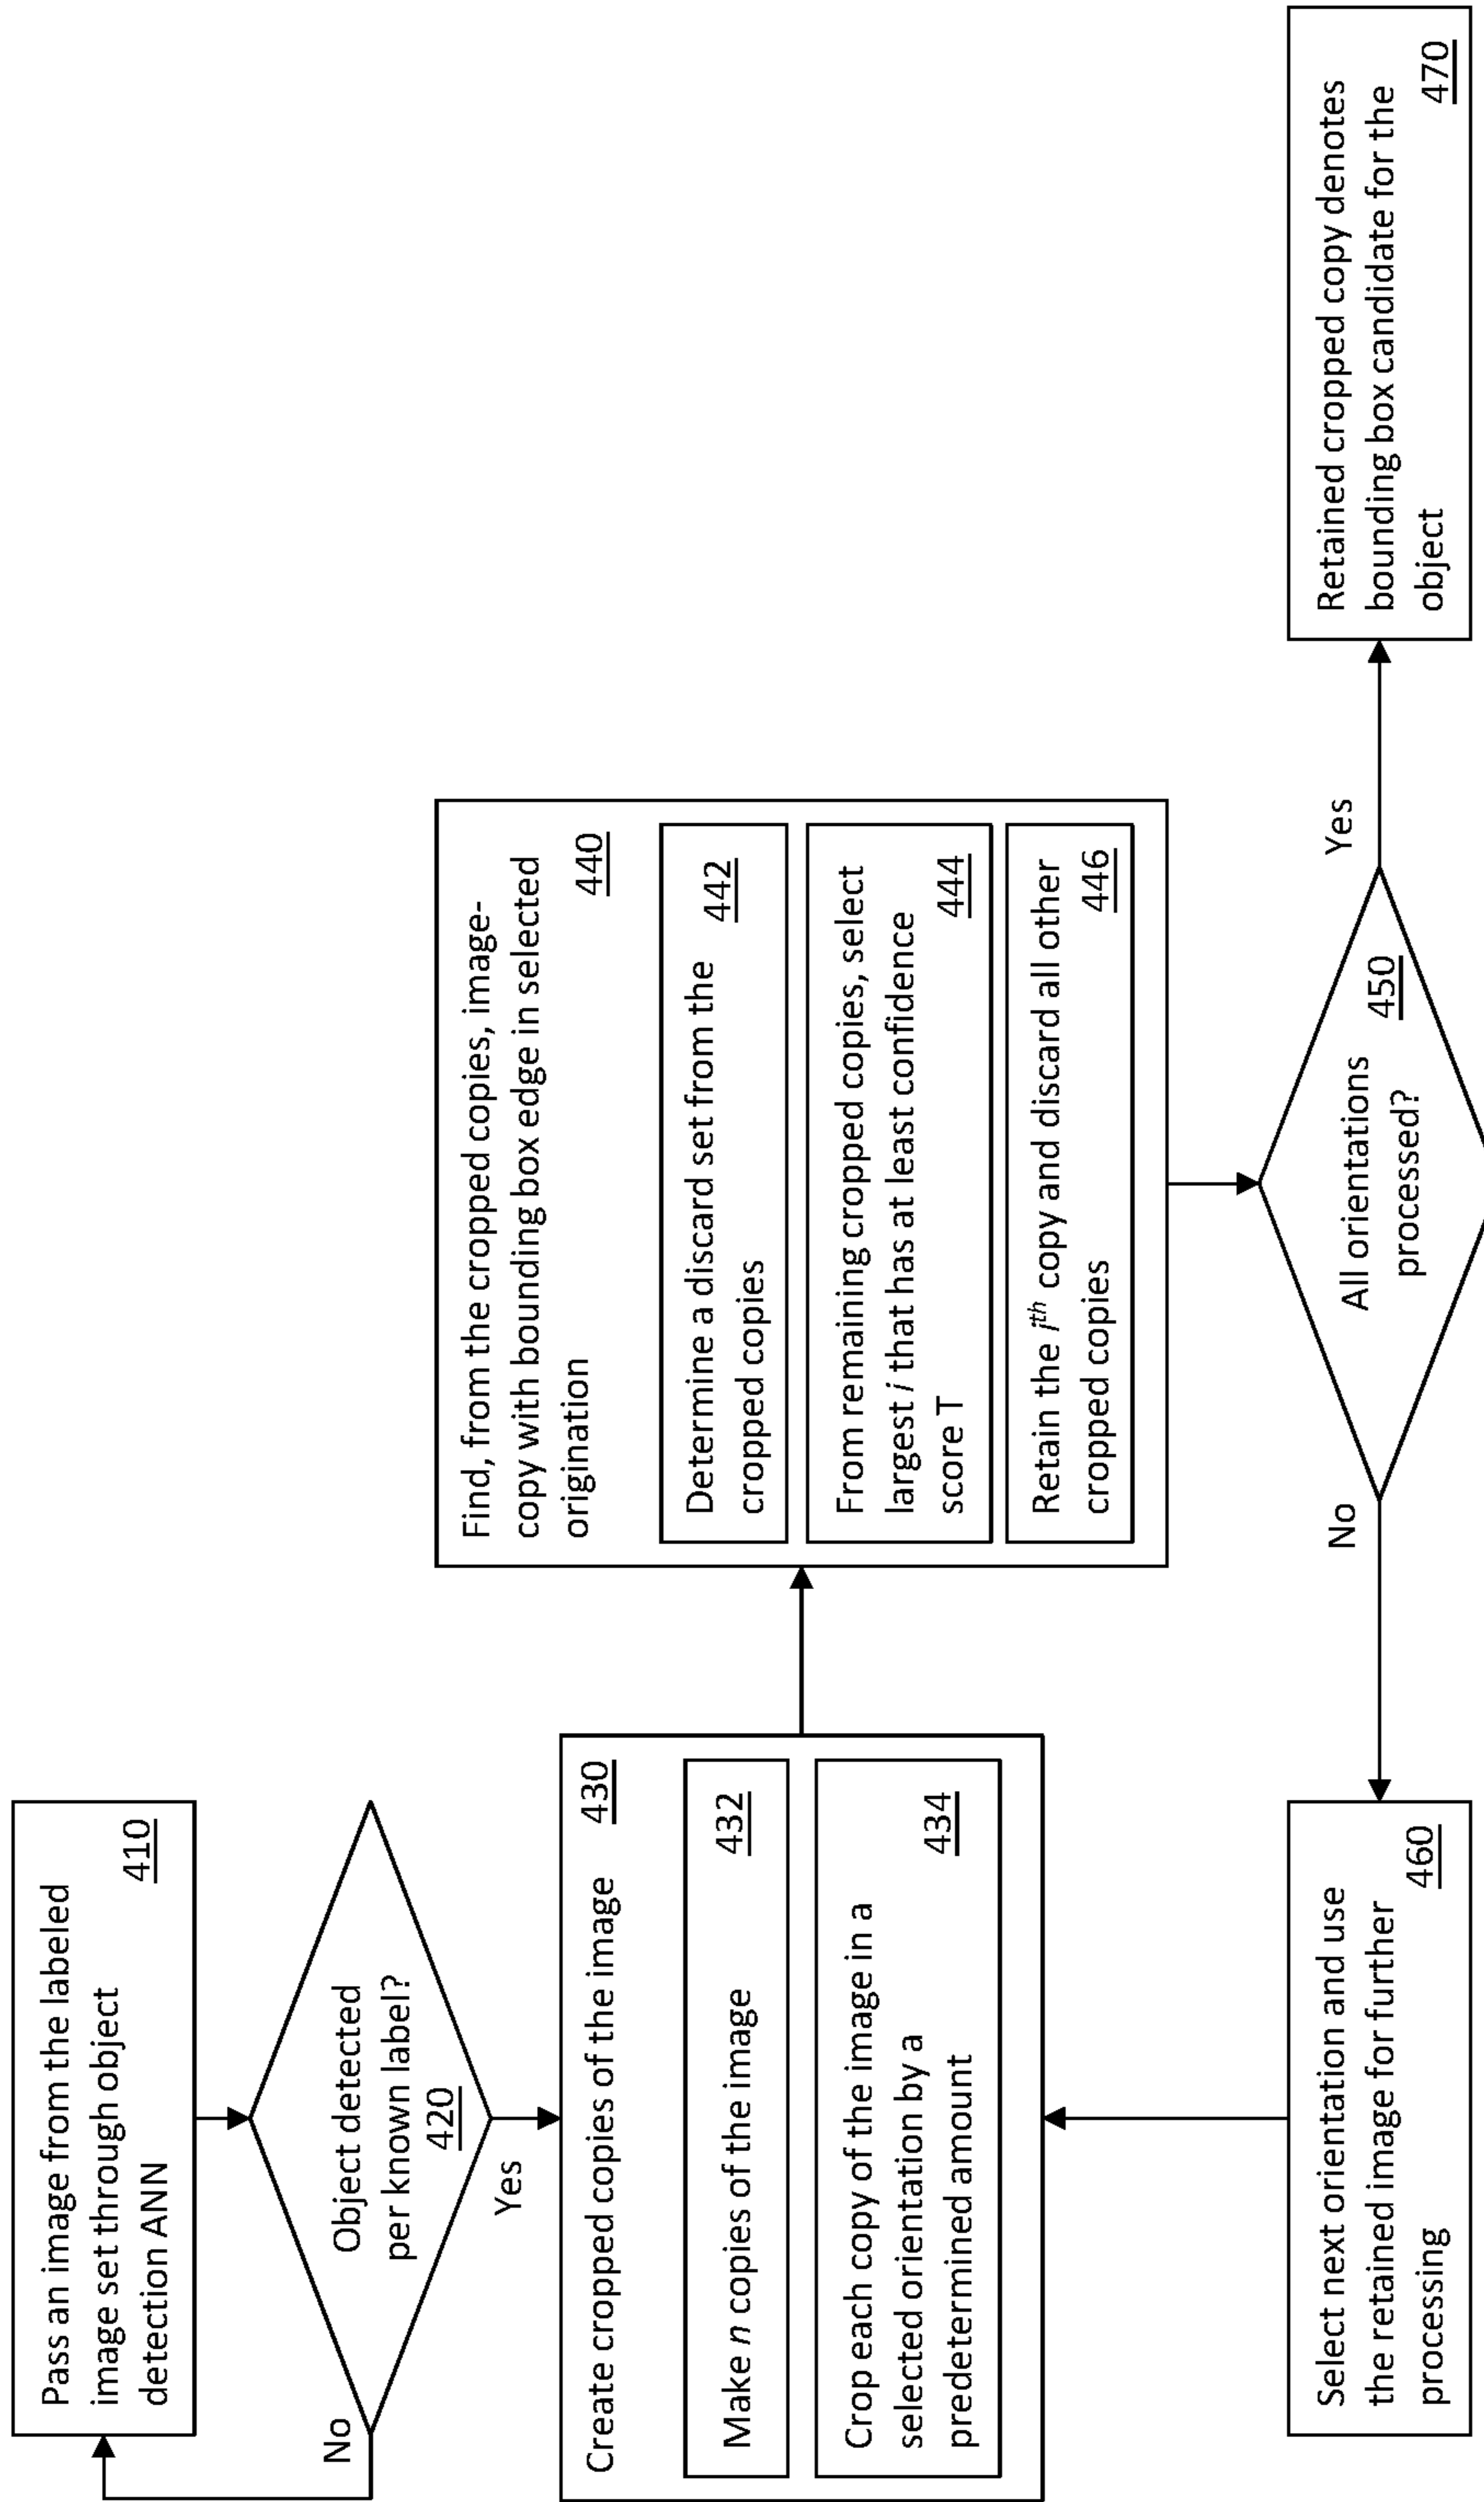 Pass an image from the labeled
image set through object
detection ANN
410
Object detected
per known label?
420
No
Yes
Create cropped copies of the image
430
Make n copies of the image
432
Crop each copy of the image in a
selected orientation by a
predetermined amount
434
Find, from the cropped copies, image-
copy with bounding box edge in selected
origination
440
Determine a discard set from the
cropped copies
442
From remaining cropped copies, select
largest i that has at least confidence
score T
444
Retain the ith copy and discard all other
cropped copies
446
All orientations
processed?
450
No
Yes
Select next orientation and use
the retained image for further
processing
460
Retained cropped copy denotes
bounding box candidate for the
object
470